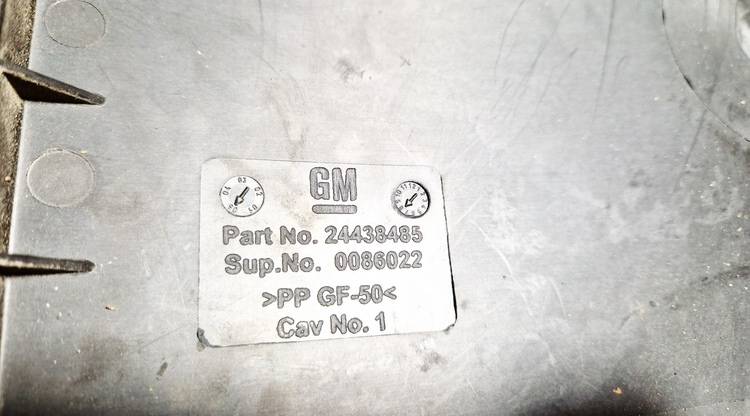 GM
Part No. 24438485
Sup.No. 0086022
>PP GF-50<
Cav No. 1